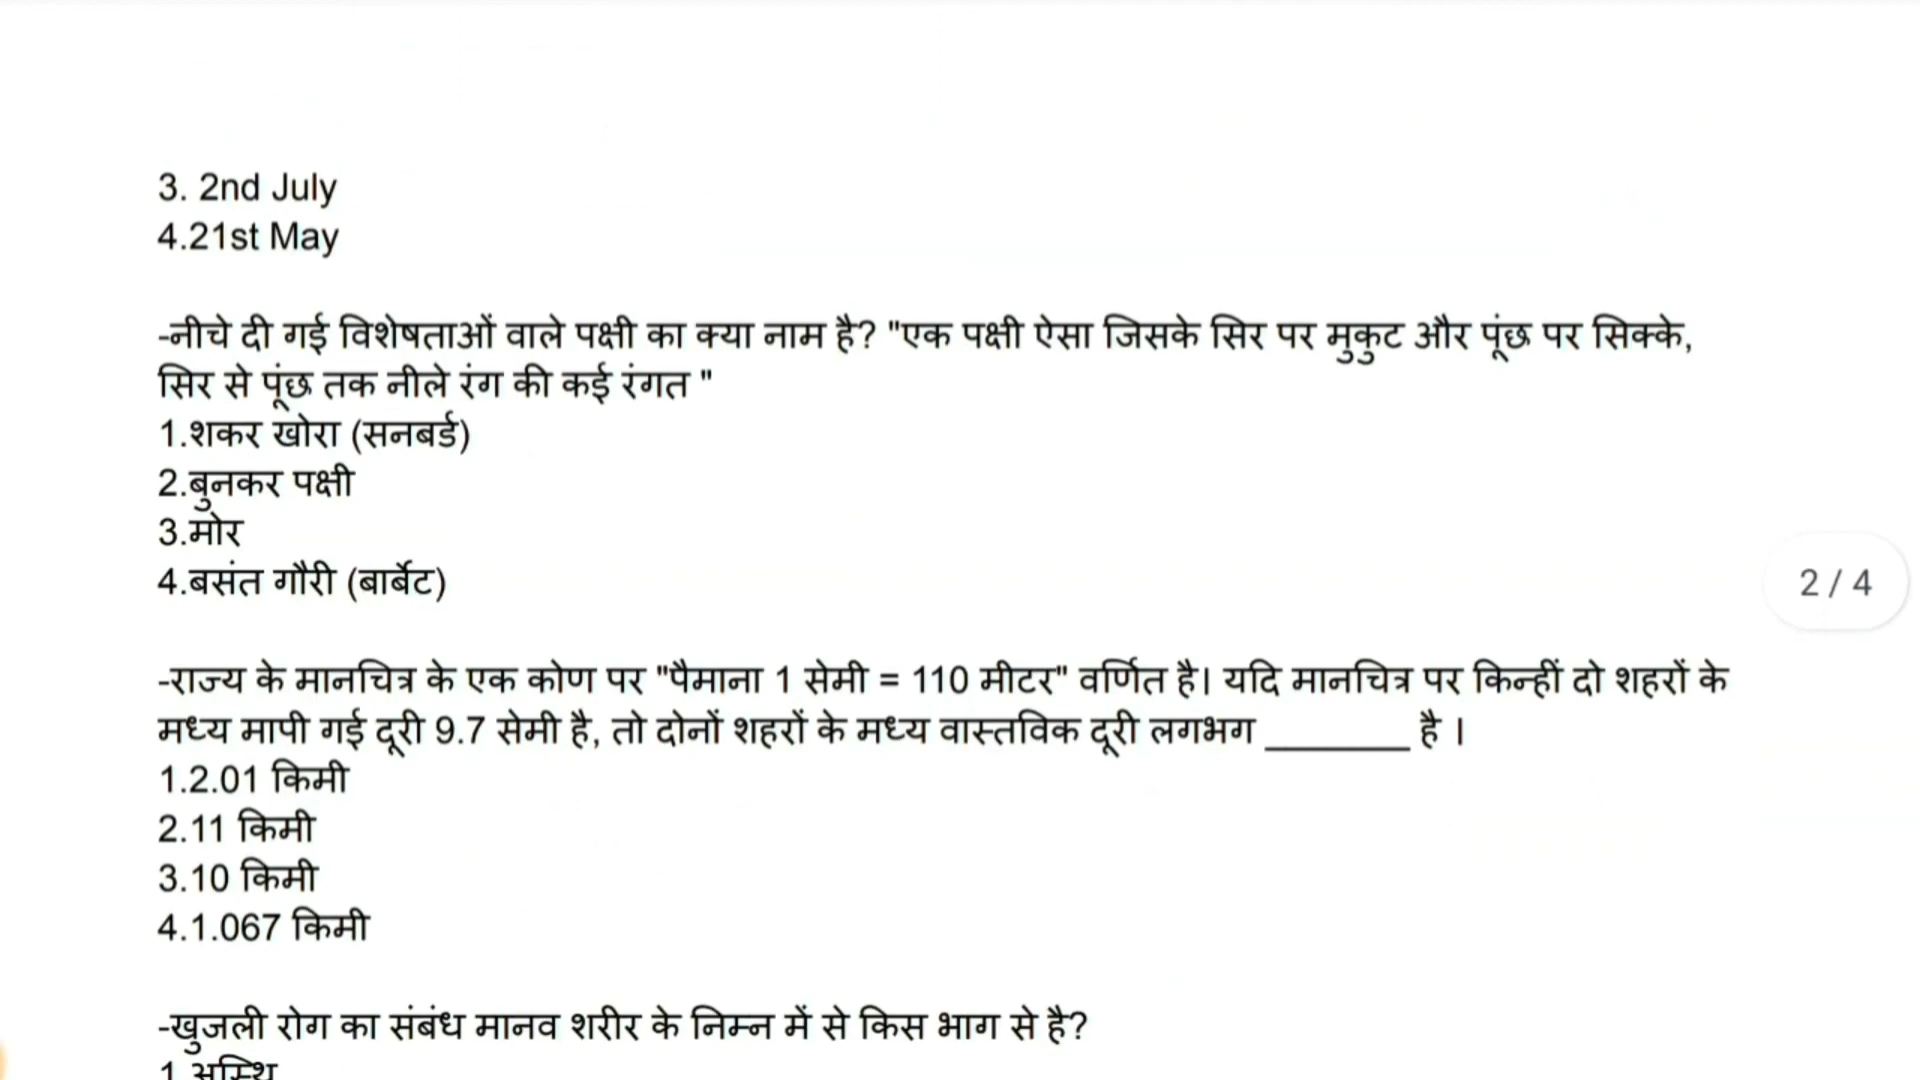 3. 2nd July
4.21st May
-नीचे दी गई विशेषताओं वाले पक्षी का क्या नाम है? "एक पक्षी ऐसा जिसके सिर पर मुकुट और पूंछ पर सिक्के,
सिर से पूंछ तक नीले रंग की कई रंगत "
1.शकर खोरा (सनबर्ड)
2.बुनकर पक्षी
3.मोर
4.बसंत गौरी (बार्बेट)
2 / 4
-राज्य के मानचित्र के एक कोण पर "पैमाना 1 सेमी = 110 मीटर" वर्णित है। यदि मानचित्र पर किन्हीं दो शहरों के
मध्य मापी गई दूरी 9.7 सेमी है, तो दोनों शहरों के मध्य वास्तविक दूरी लगभग _______ है ।
1.2.01 किमी
2.11 किमी
3.10 किमी
4.1.067 किमी
-खुजली रोग का संबंध मानव शरीर के निम्न में से किस भाग से है?
1.अस्थि